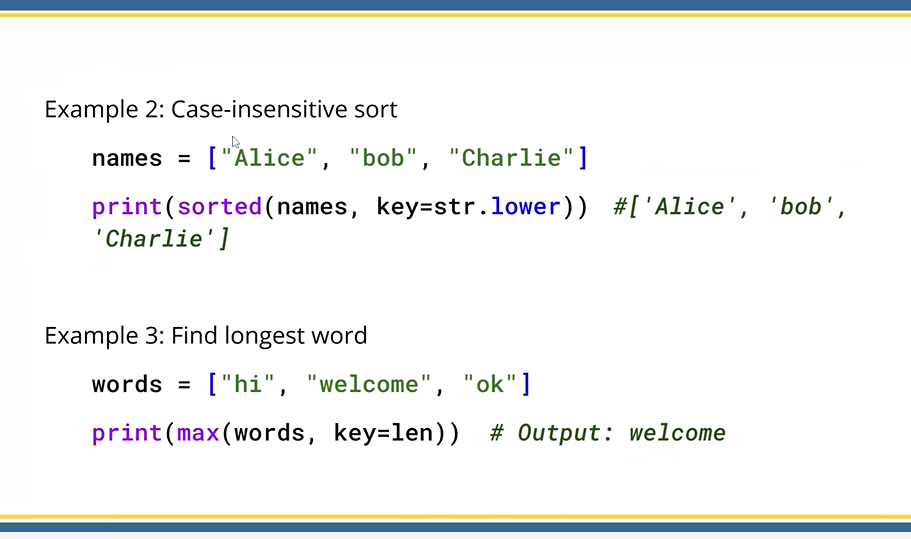 Example 2: Case-insensitive sort
names = ["Alice", "bob", "Charlie"]
print(sorted(names, key=str.lower))  #['Alice', 'bob',
'Charlie']
Example 3: Find longest word
words = ["hi", "welcome", "ok"]
print(max(words, key=len))  # Output: welcome